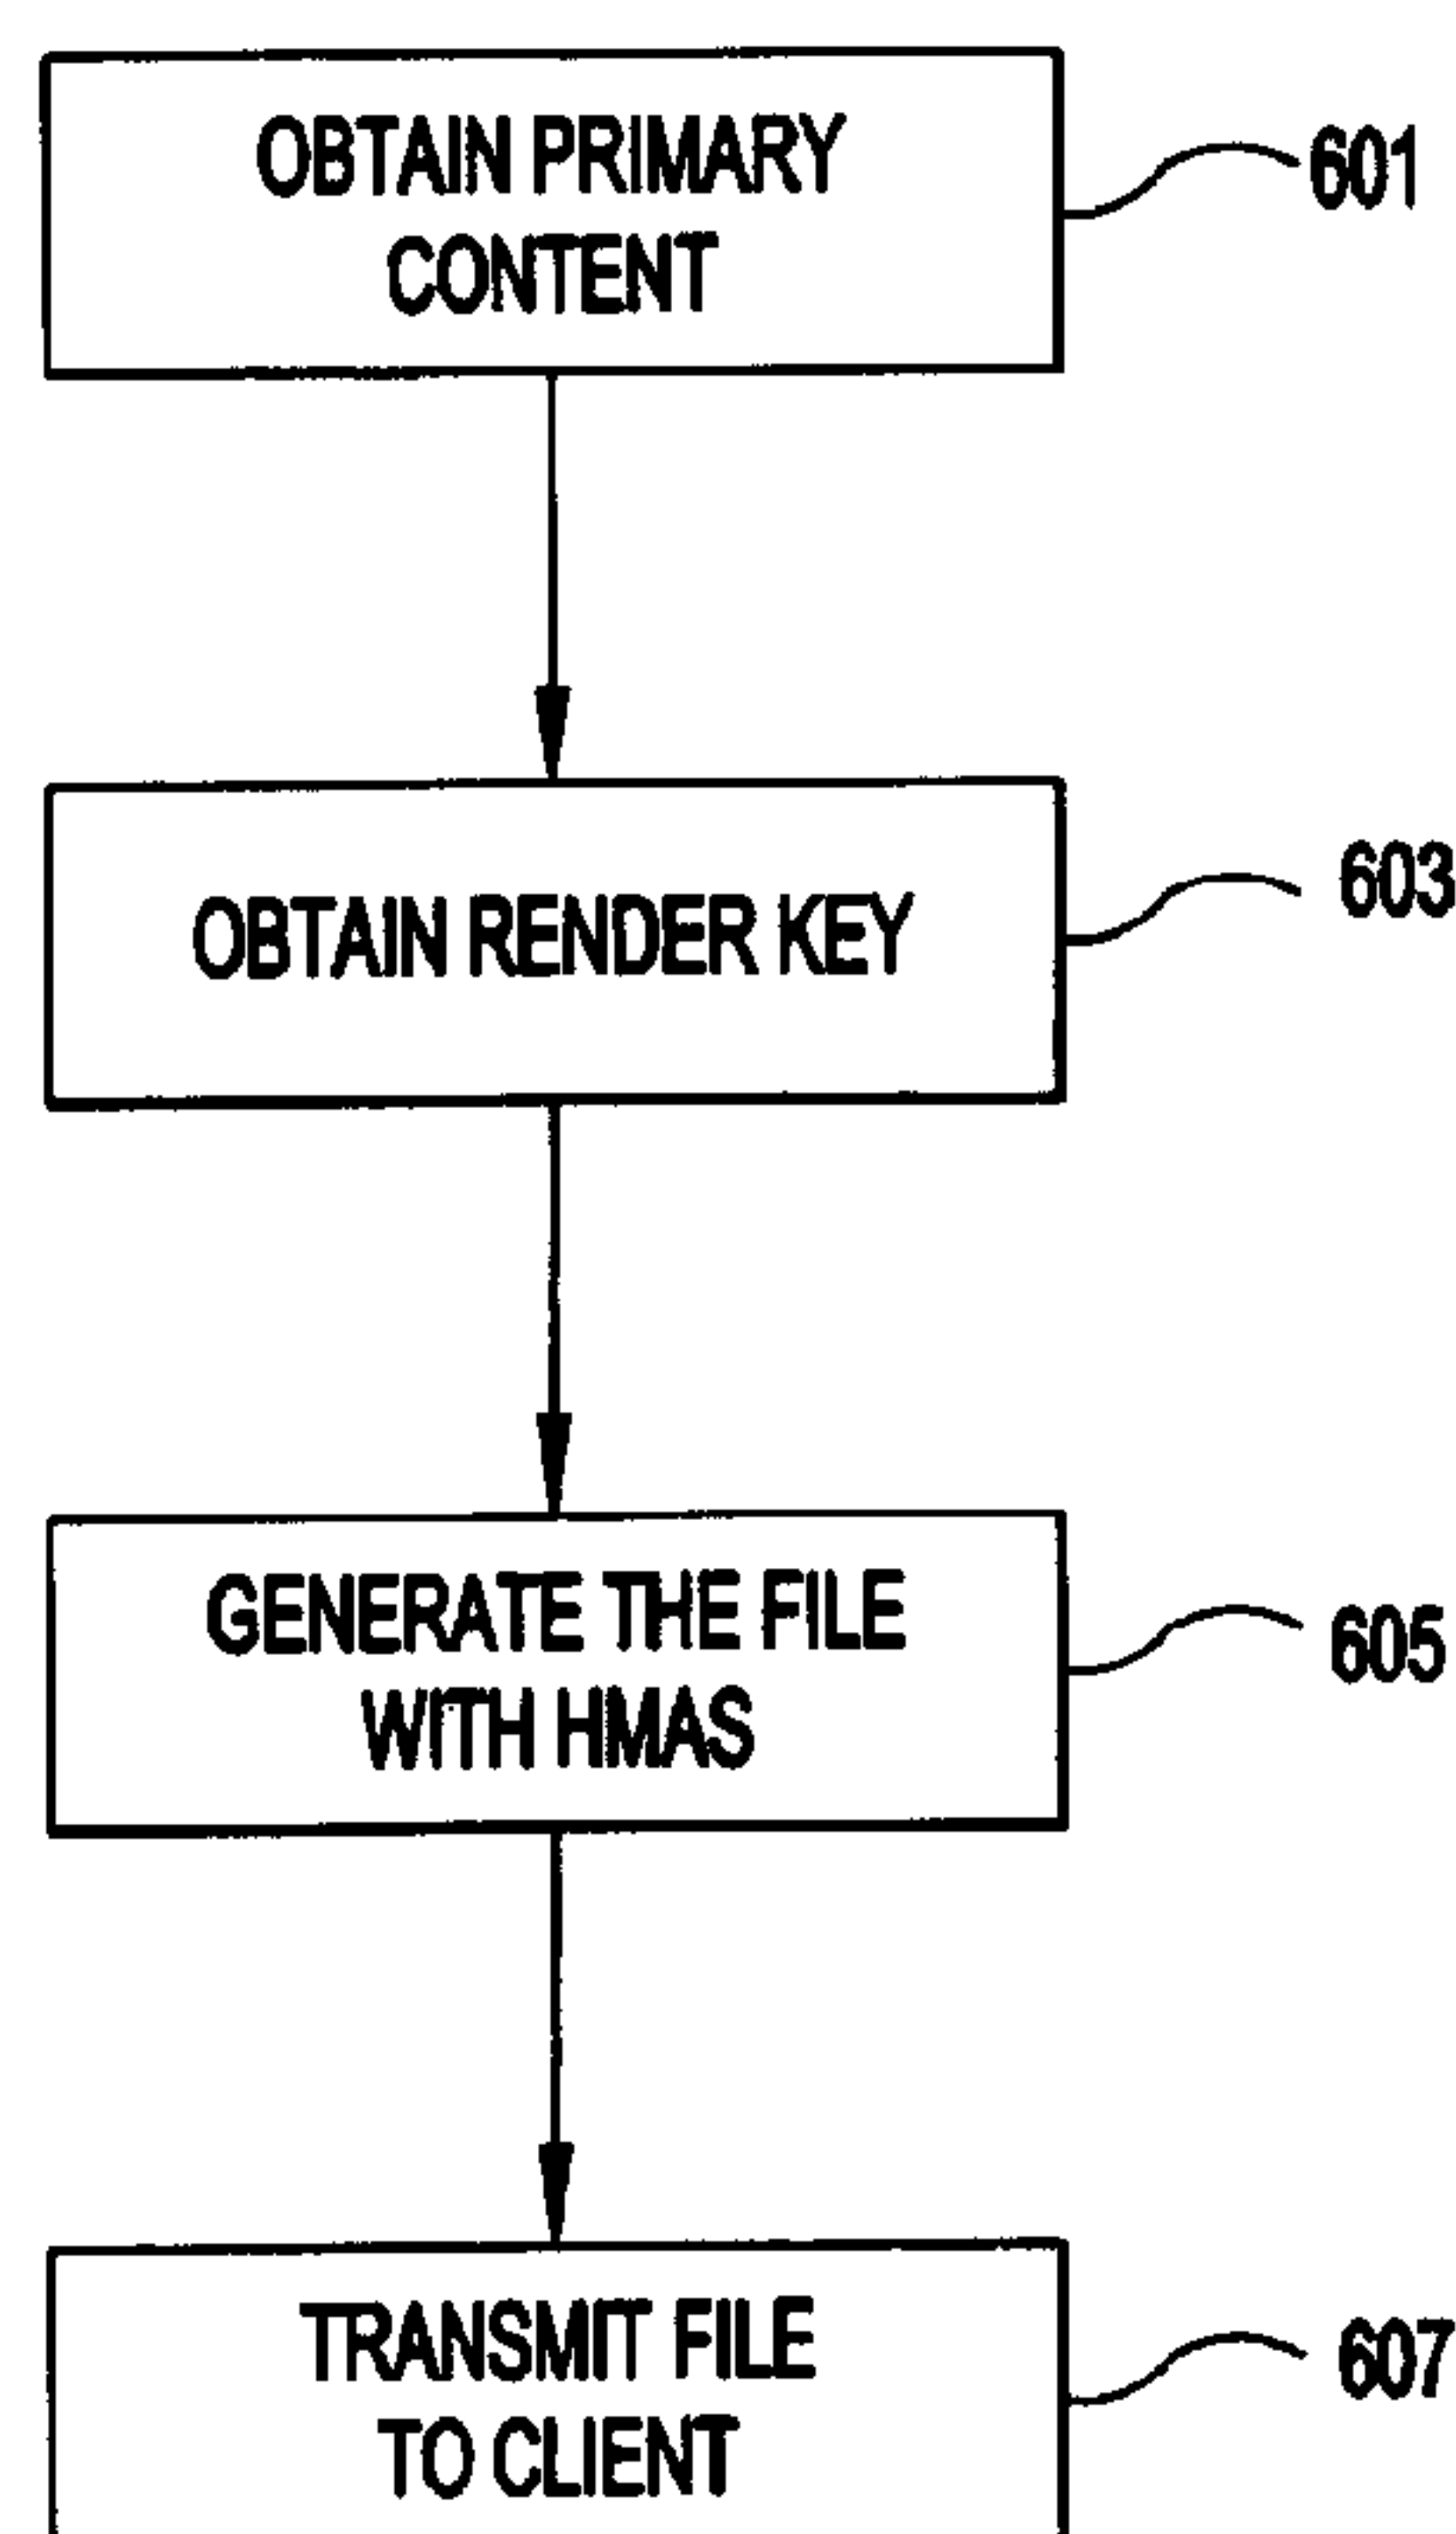 OBTAIN PRIMARY
CONTENT
601
OBTAIN RENDER KEY
603
GENERATE THE FILE
WITH HMAS
605
TRANSMIT FILE
TO CLIENT
607